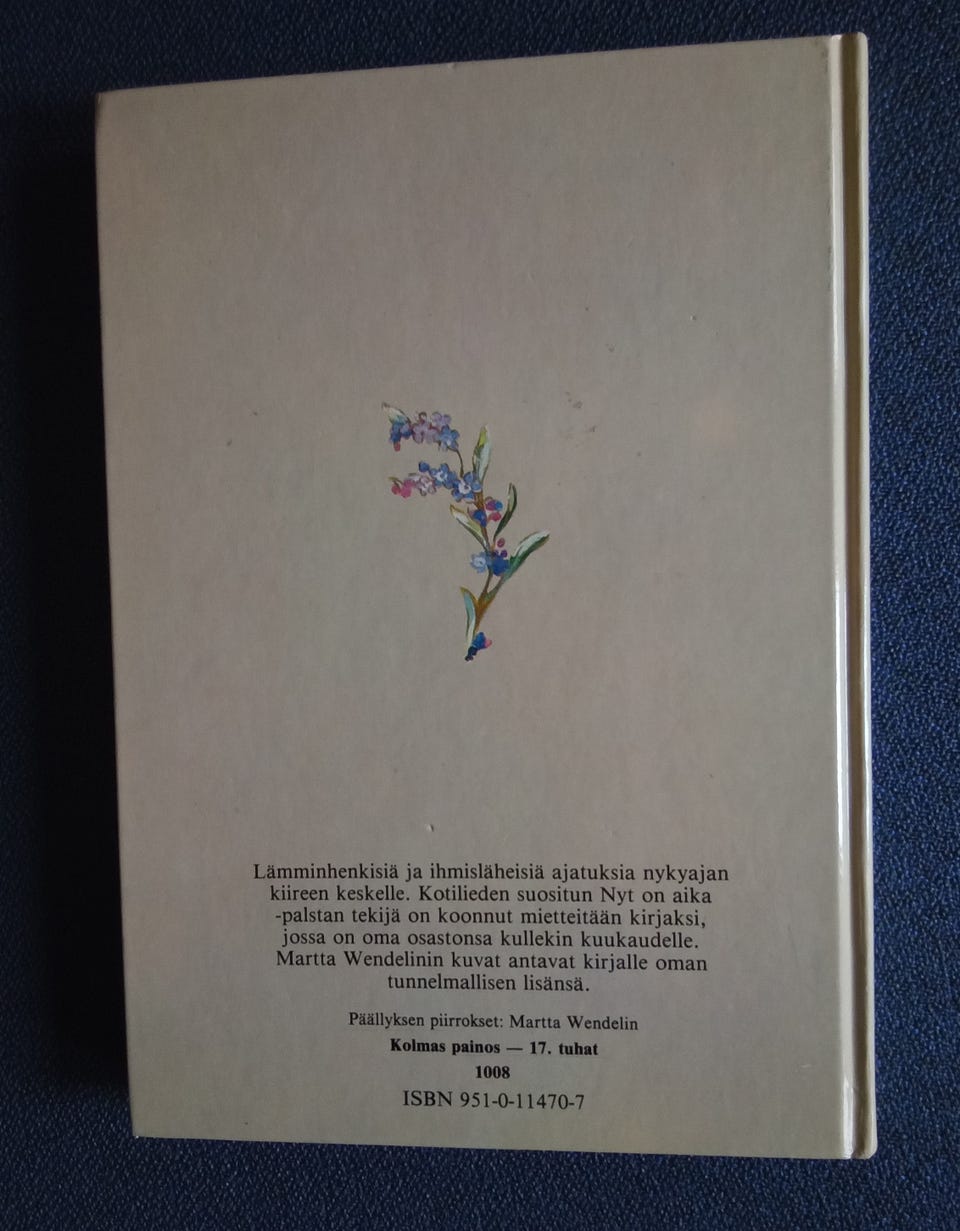 Lämminhenkisiä ja ihmisläheisiä ajatuksia nykyajan
kiireen keskelle. Kotilieden suositun Nyt on aika
-palstan tekijä on koonnut mietteitään kirjaksi,
jossa on oma osastonsa kullekin kuukaudelle.
Martta Wendelinin kuvat antavat kirjalle oman
tunnelmallisen lisänsä.
Päällyksen piirrokset: Martta Wendelin
Kolmas painos — 17. tuhat
1008
ISBN 951-0-11470-7